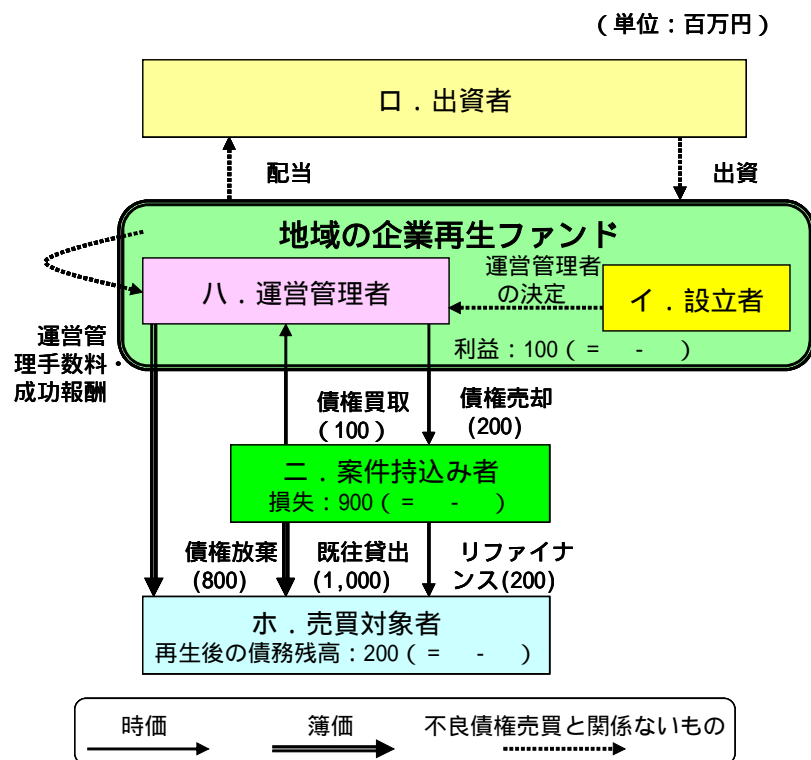 （単位：百万円）
ロ．出資者
配当
出資
地域の企業再生ファンド
運営管理者
の決定
ハ．運営管理者
イ．設立者
利益：100（＝　－　）
運営管
理手数料・
成功報酬
債権買取
（100）
債権売却
(200)
ニ．案件持込み者
損失：900（＝　－　）
債権放棄
(800)
既往貸出
(1,000)
リファイナ
ンス(200)
ホ．売買対象者
再生後の債務残高：200（＝　－　）
時価
簿価
不良債権売買と関係ないもの